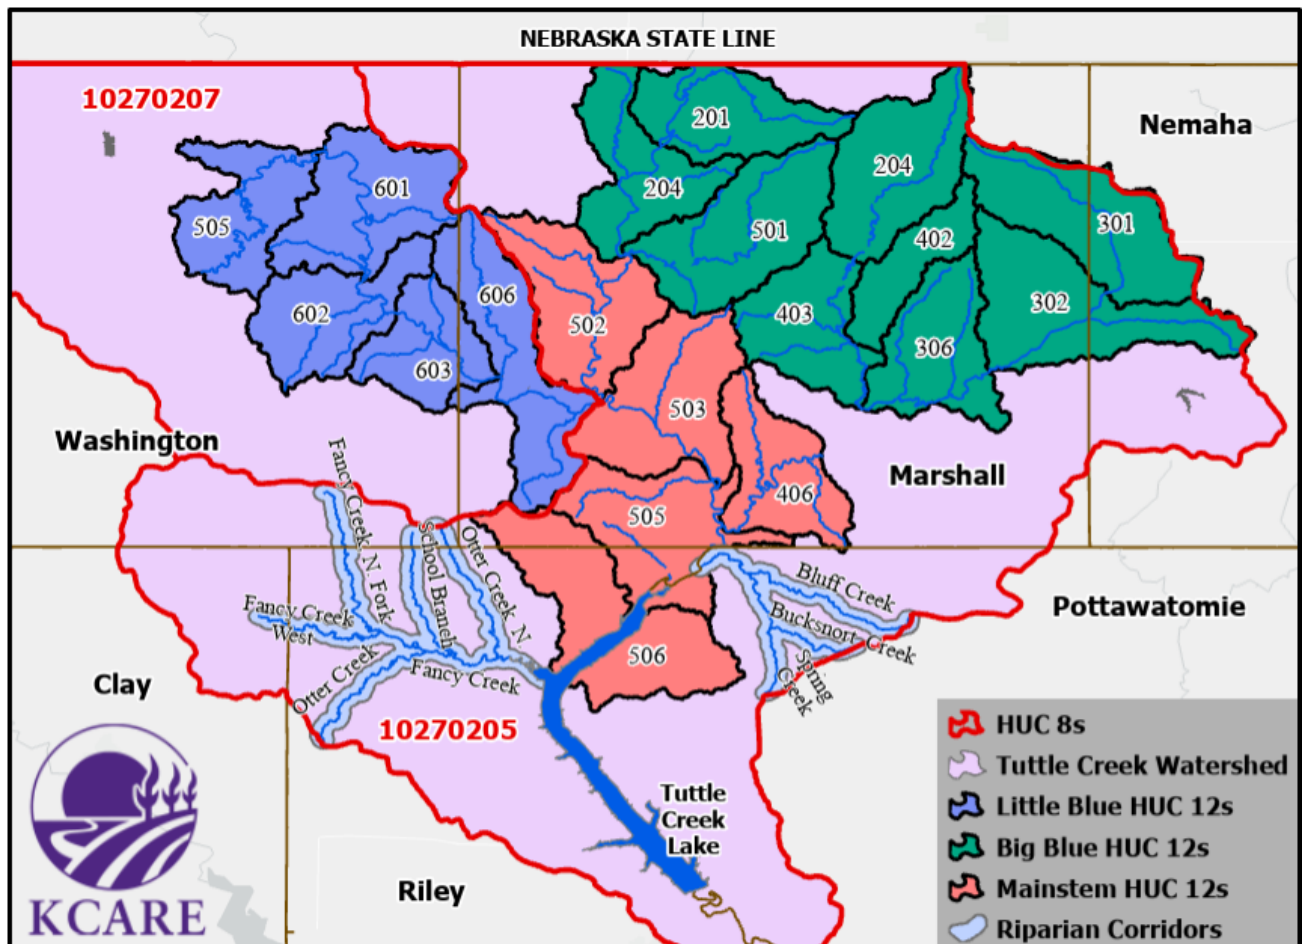 NEBRASKA STATE LINE
10270207
Nemaha
201
601
204
204
505
501
301
402
606
602
502
403
302
306
603
503
Washington
Marshall
406
505
Fancy Creek, N. Fork
School Branch
Otter Creek, N.
Bluff Creek
Fancy Creek
West
Bucksnort Creek
Pottawatomie
506
Spring
Creek
Otter Creek
Fancy Creek
Clay
10270205
Tuttle
Creek
Lake
Riley
KCARE
HUC 8s
Tuttle Creek Watershed
Little Blue HUC 12s
Big Blue HUC 12s
Mainstem HUC 12s
Riparian Corridors